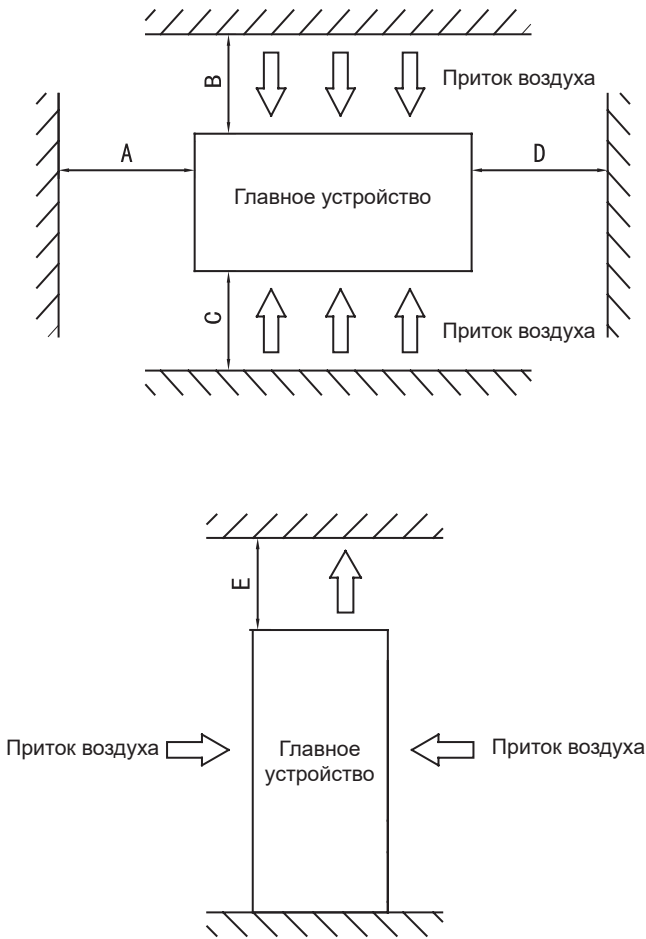 B
Приток воздуха
A
D
Главное устройство
C
Приток воздуха
E
Приток воздуха
Главное
устройство
Приток воздуха